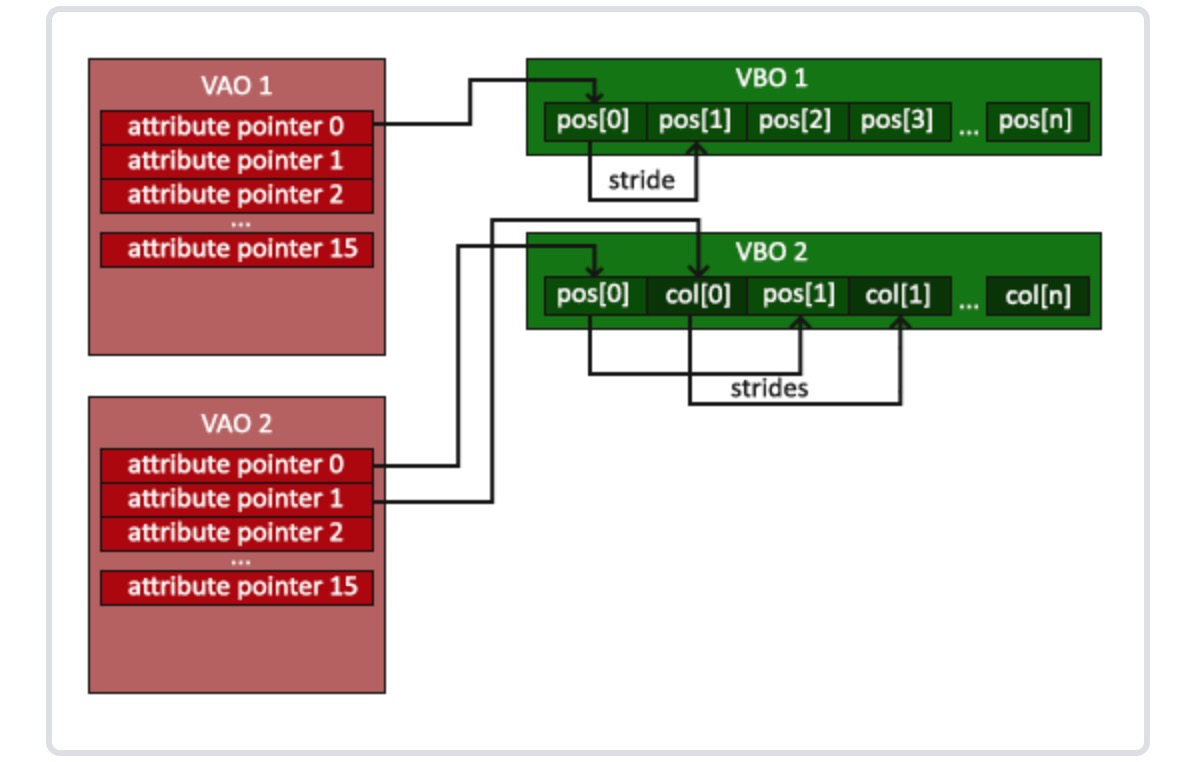 VAO 1
attribute pointer 0
attribute pointer 1
attribute pointer 2
...
attribute pointer 15
VBO 1
pos[0] pos[1] pos[2] pos[3] ... pos[n]
stride
VBO 2
pos[0] col[0] pos[1] col[1] ... col[n]
strides
VAO 2
attribute pointer 0
attribute pointer 1
attribute pointer 2
...
attribute pointer 15